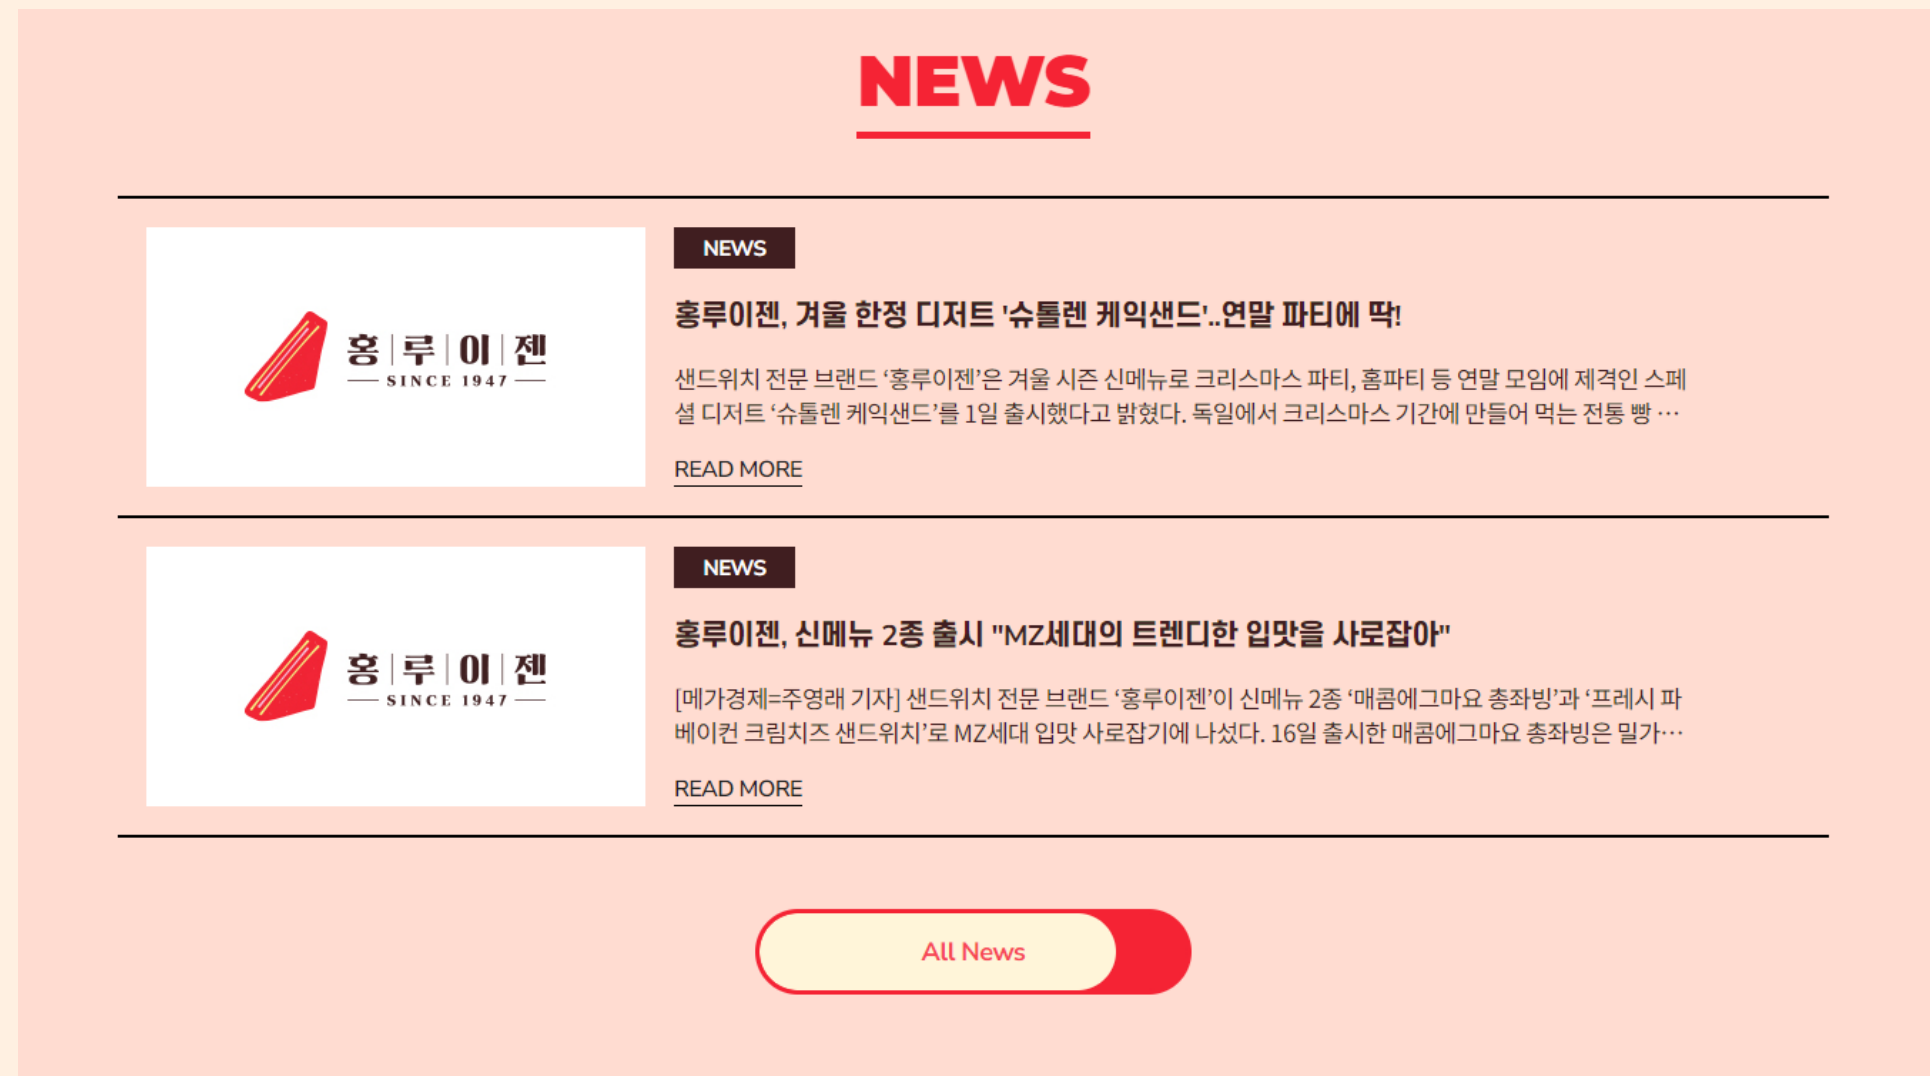 NEWS
홍루이젠
SINCE 1947
NEWS
홍루이젠, 겨울 한정 디저트 '슈톨렌 케익샌드'..연말 파티에 딱!
샌드위치 전문 브랜드 ‘홍루이젠’은 겨울 시즌 신메뉴로 크리스마스 파티, 홈파티 등 연말 모임에 제격인 스페
셜 디저트 ‘슈톨렌 케익샌드’를 1일 출시했다고 밝혔다. 독일에서 크리스마스 기간에 만들어 먹는 전통 빵 …
READ MORE
홍루이젠
SINCE 1947
NEWS
홍루이젠, 신메뉴 2종 출시 "MZ세대의 트렌디한 입맛을 사로잡아"
[메가경제=주영래 기자] 샌드위치 전문 브랜드 ‘홍루이젠’이 신메뉴 2종 ‘매콤에그마요 총좌빙’과 ‘프레시 파
베이컨 크림치즈 샌드위치’로 MZ세대 입맛 사로잡기에 나섰다. 16일 출시한 매콤에그마요 총좌빙은 밀가…
READ MORE
All News